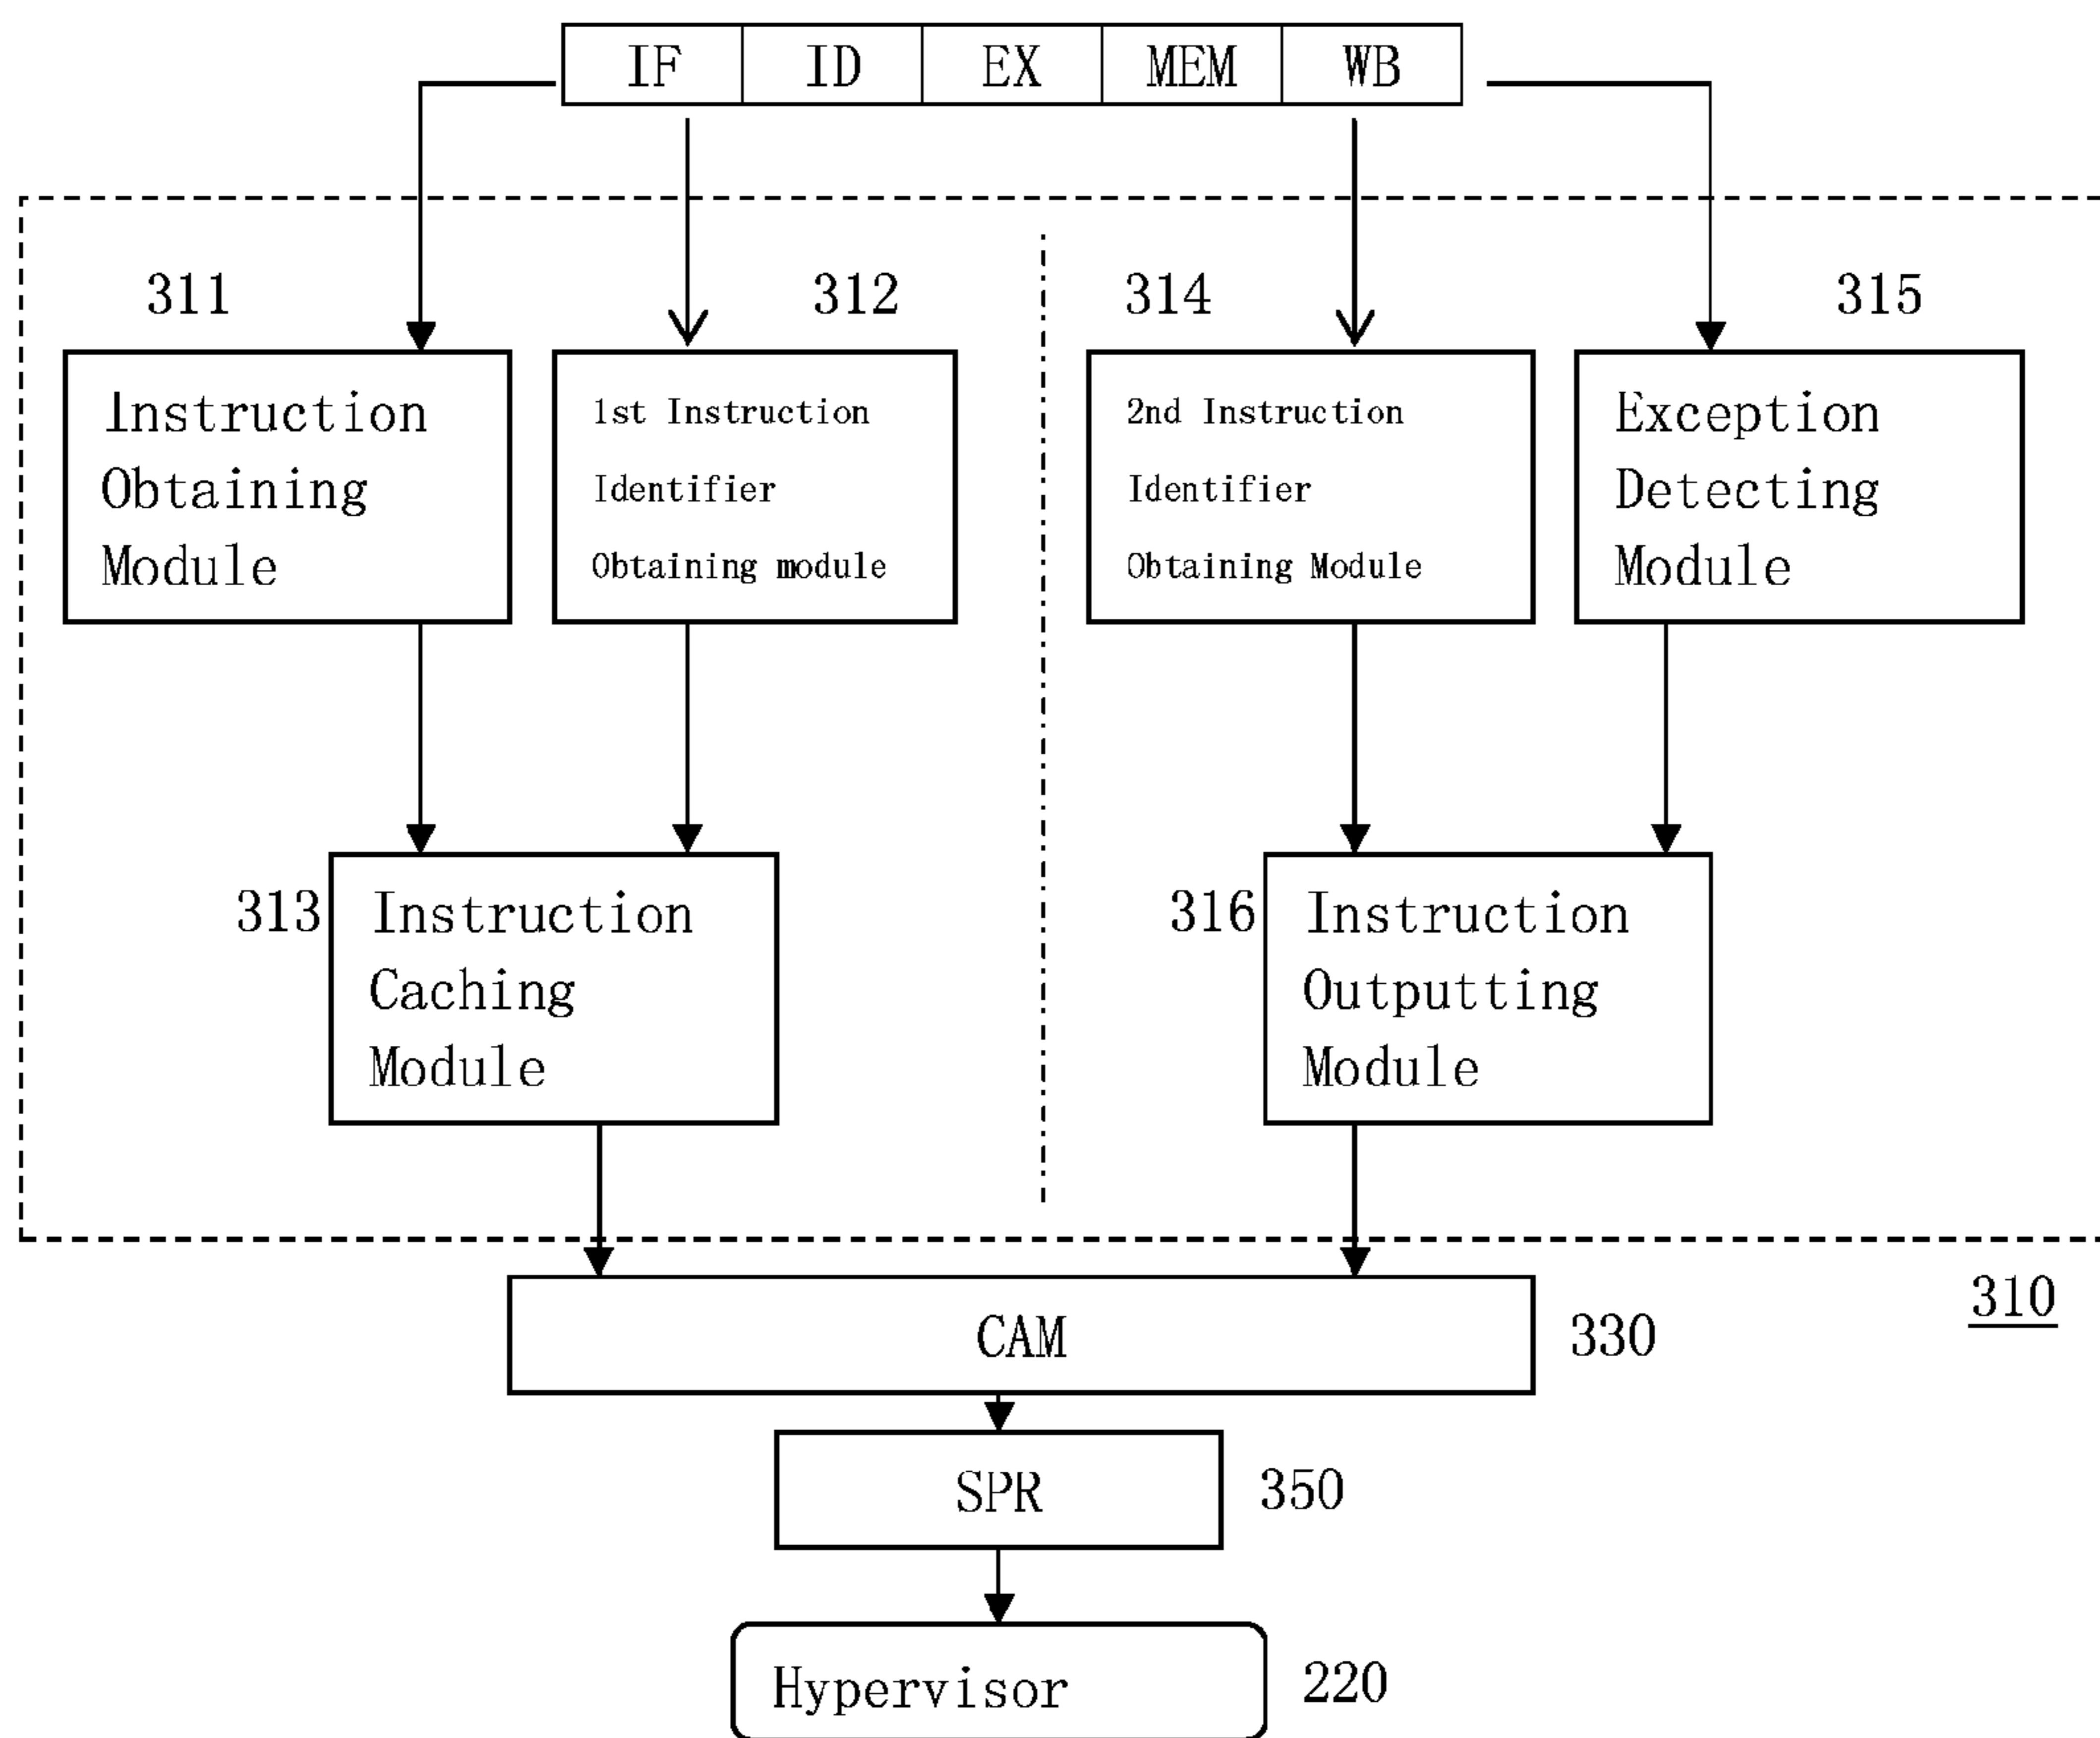 IF ID EX MEM WB
311
312
314
315
Instruction
Obtaining
Module
1st Instruction
Identifier
Obtaining module
2nd Instruction
Identifier
Obtaining Module
Exception
Detecting
Module
313
Instruction
Caching
Module
316
Instruction
Outputting
Module
310
CAM
330
SPR
350
Hypervisor
220